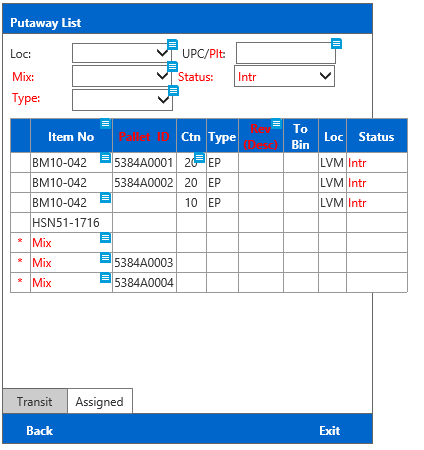 Putaway List
Loc: UPC/Plt:
Mix: Status: Intr
Type:
Item No Pallet ID Ctn Type Rev (Desc) To Bin Loc Status
BM10-042 5384A0001 20 EP LVM Intr
BM10-042 5384A0002 20 EP LVM Intr
BM10-042 10 EP LVM Intr
HSN51-1716
* Mix
* Mix 5384A0003
* Mix 5384A0004
Transit Assigned
Back Exit